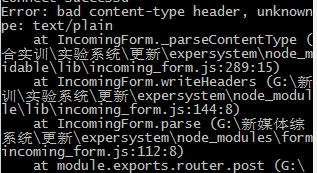 Error: bad content-type header, unknown
pe: text/plain
at IncomingForm._parseContentType (
合实训\实验系统\更新\expersystem\node_m
idable\lib\incoming_form.js:289:15)
at IncomingForm.writeHeaders (G:\新
训\实验系统\更新\expersystem\node_modul
le\lib\incoming_form.js:144:8)
at IncomingForm.parse (G:\新媒体综
系统\更新\expersystem\node_modules\form
incoming_form.js:112:8)
at module.exports.router.post (G:\